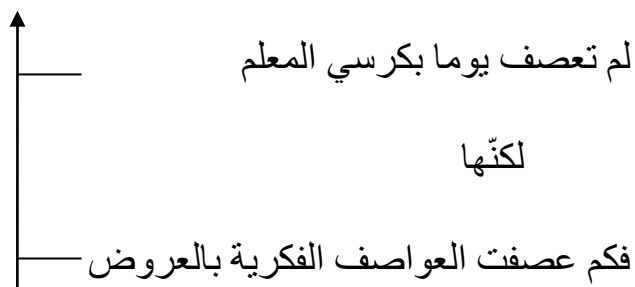 لم تعصف يوما بكرسي المعلم
لكنّها
فكم عصفت العواصف الفكرية بالعروض